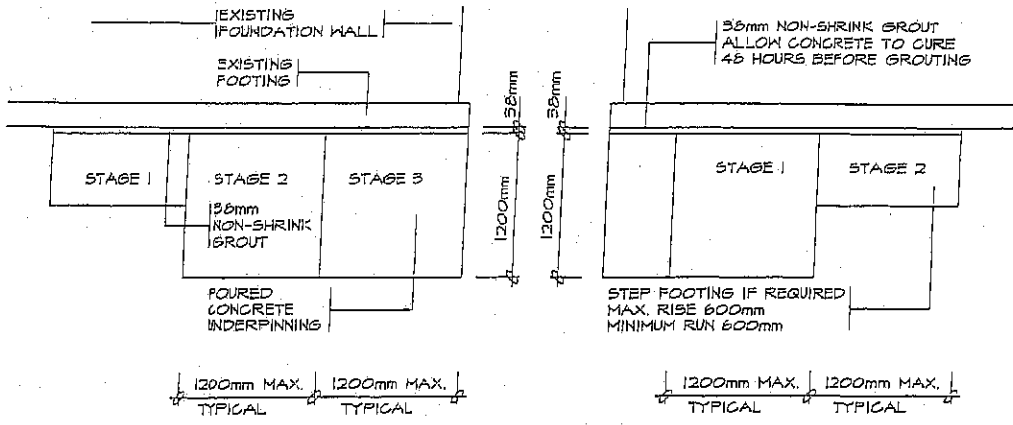 EXISTING
FOUNDATION WALL
EXISTING
FOOTING
38mm NON-SHRINK GROUT
ALLOW CONCRETE TO CURE
48 HOURS BEFORE GROUTING
38mm
38mm
STAGE 1
STAGE 2
STAGE 3
STAGE 1
STAGE 2
38mm
NON-SHRINK
GROUT
1200mm
1200mm
POURED
CONCRETE
UNDERPINNING
STEP FOOTING IF REQUIRED
MAX. RISE 600mm
MINIMUM RUN 600mm
1200mm MAX.
TYPICAL
1200mm MAX.
TYPICAL
1200mm MAX.
TYPICAL
1200mm MAX.
TYPICAL